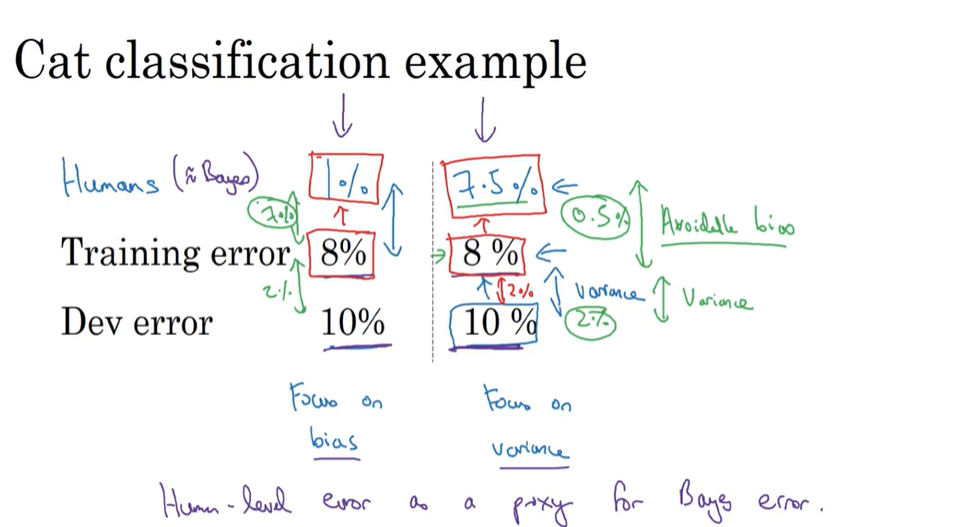 Cat classification example
Humans (≈ Bayes) 1% 7.5%
7% 0.5% Avoidable bias
Training error 8% 8 %
2% 2% Variance Variance
Dev error 10% 10 % 2%
Focus on bias
Focus on variance
Human-level error as a proxy for Bayes error.